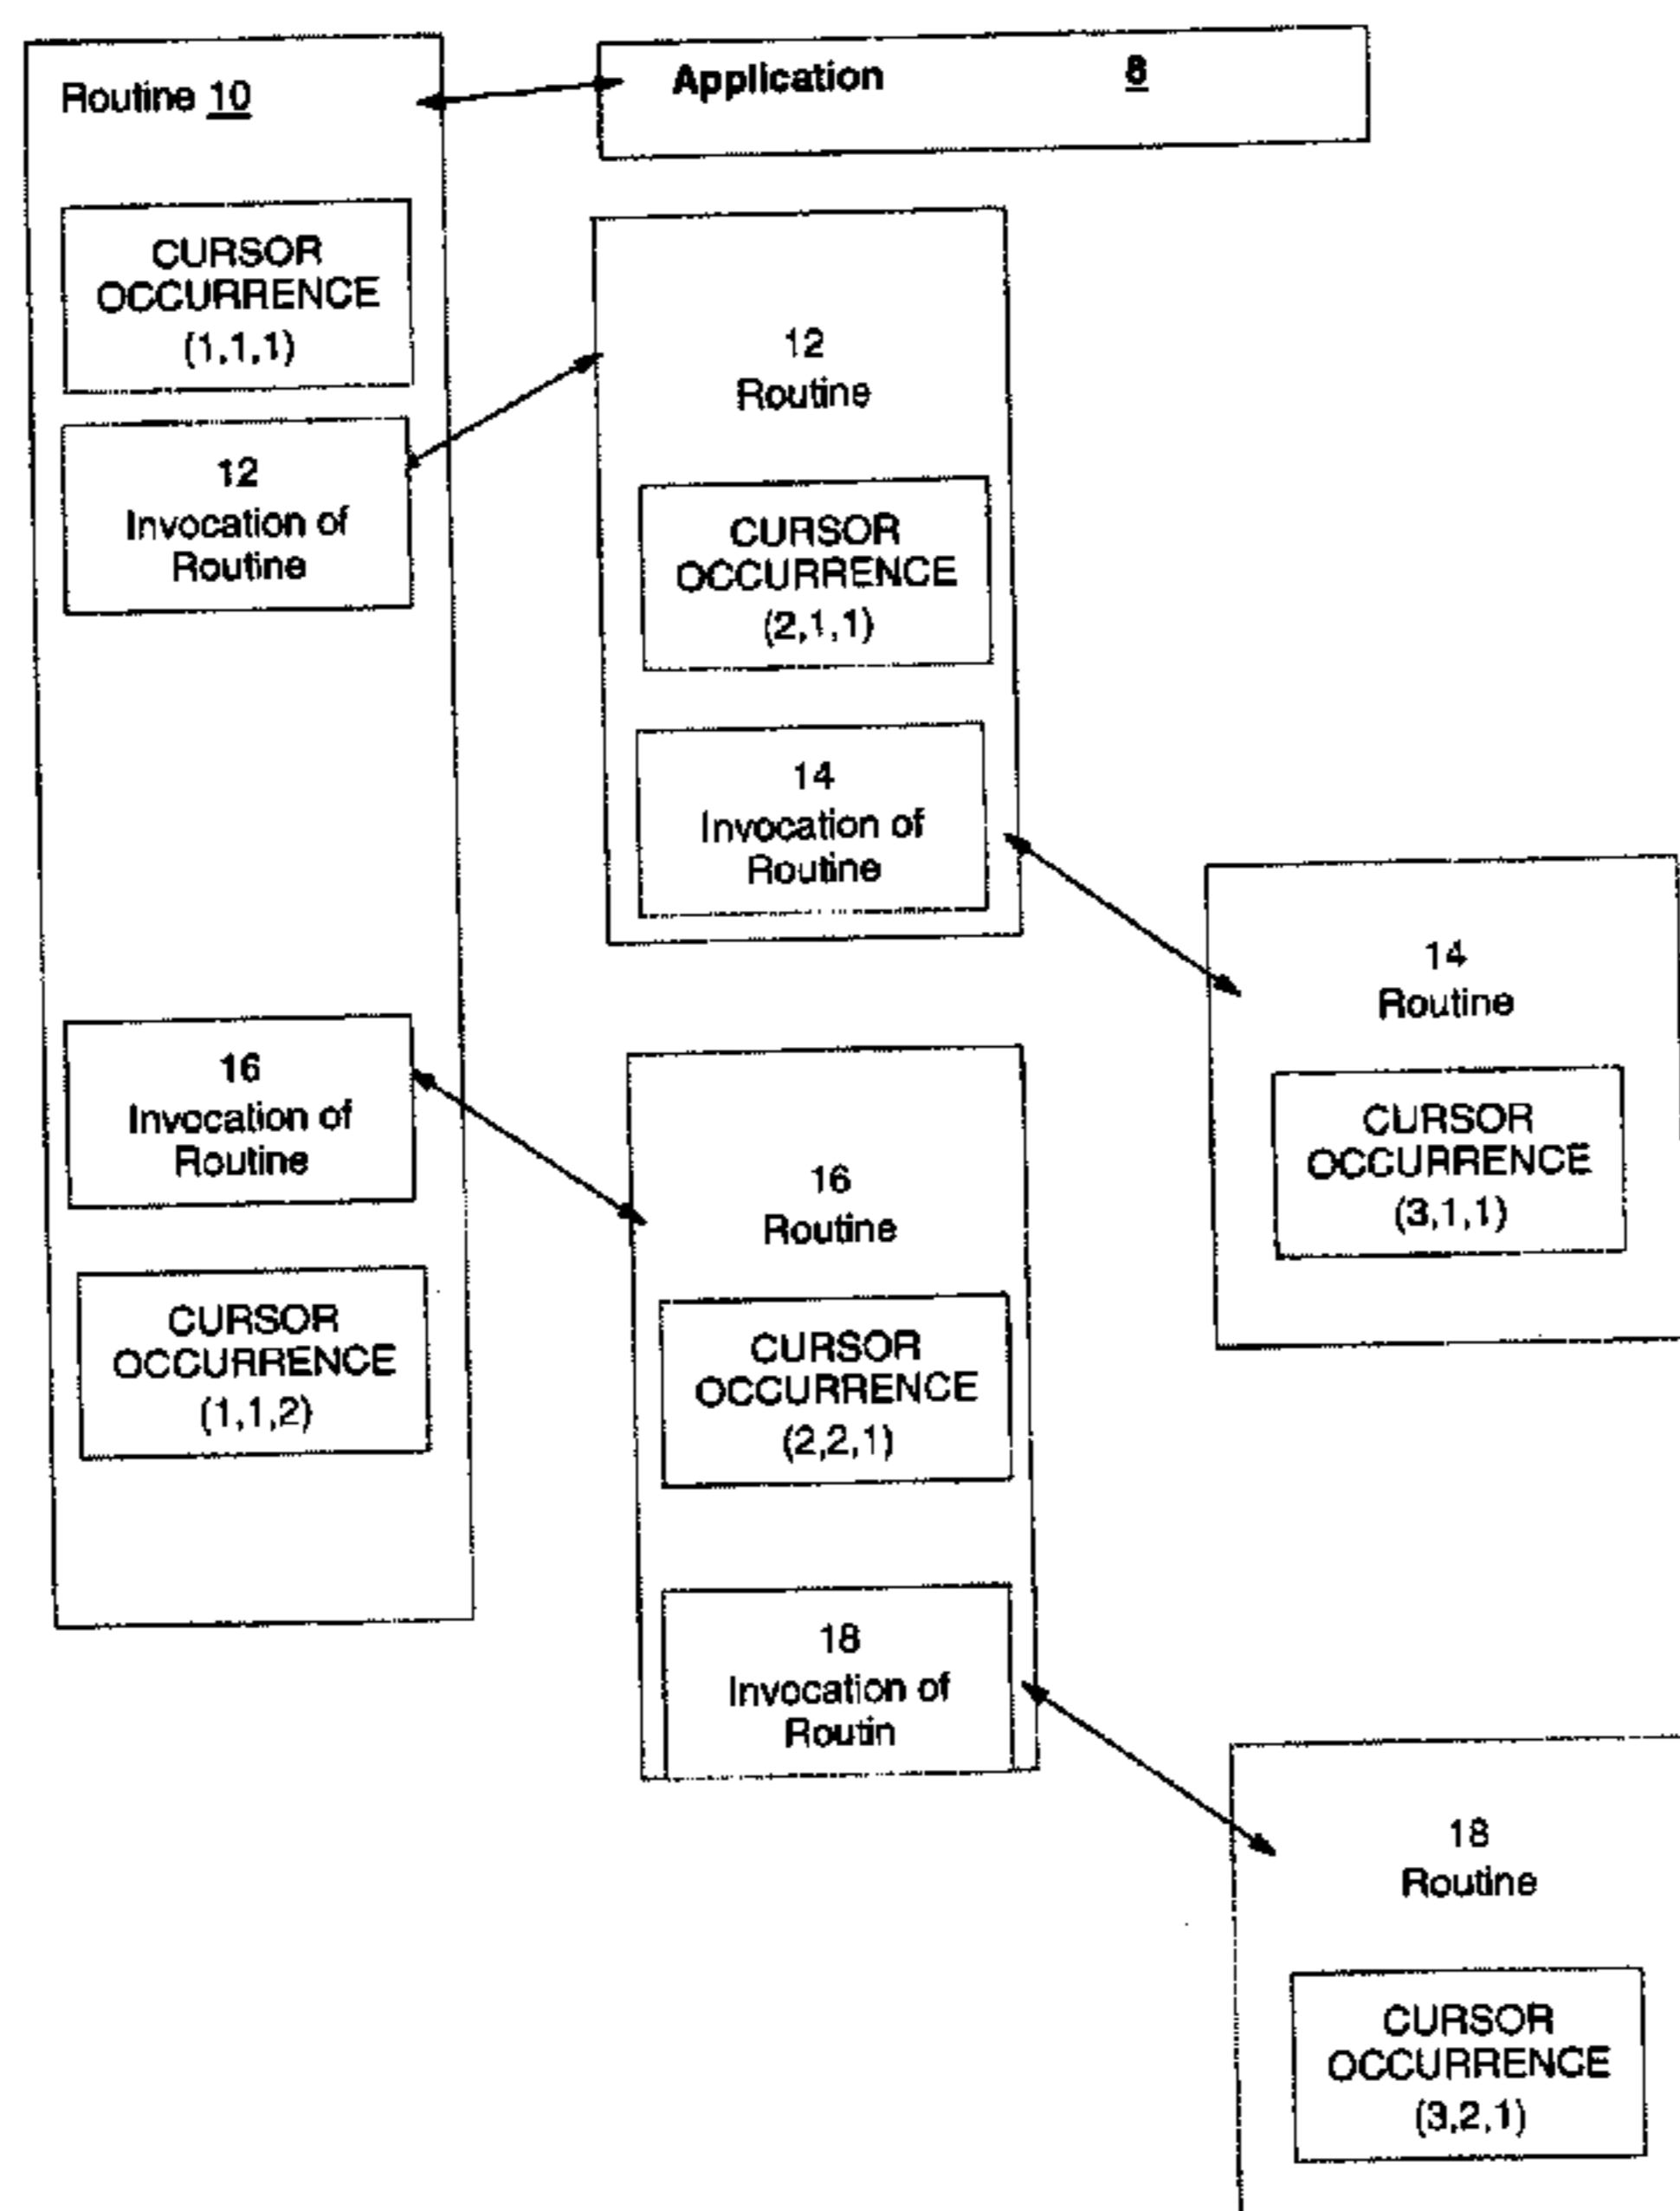 Routine 10
Application 8
CURSOR
OCCURRENCE
(1,1,1)
12
Invocation of
Routine
16
Invocation of
Routine
CURSOR
OCCURRENCE
(1,1,2)
12
Routine
CURSOR
OCCURRENCE
(2,1,1)
14
Invocation of
Routine
16
Routine
CURSOR
OCCURRENCE
(2,2,1)
18
Invocation of
Routin
14
Routine
CURSOR
OCCURRENCE
(3,1,1)
18
Routine
CURSOR
OCCURRENCE
(3,2,1)